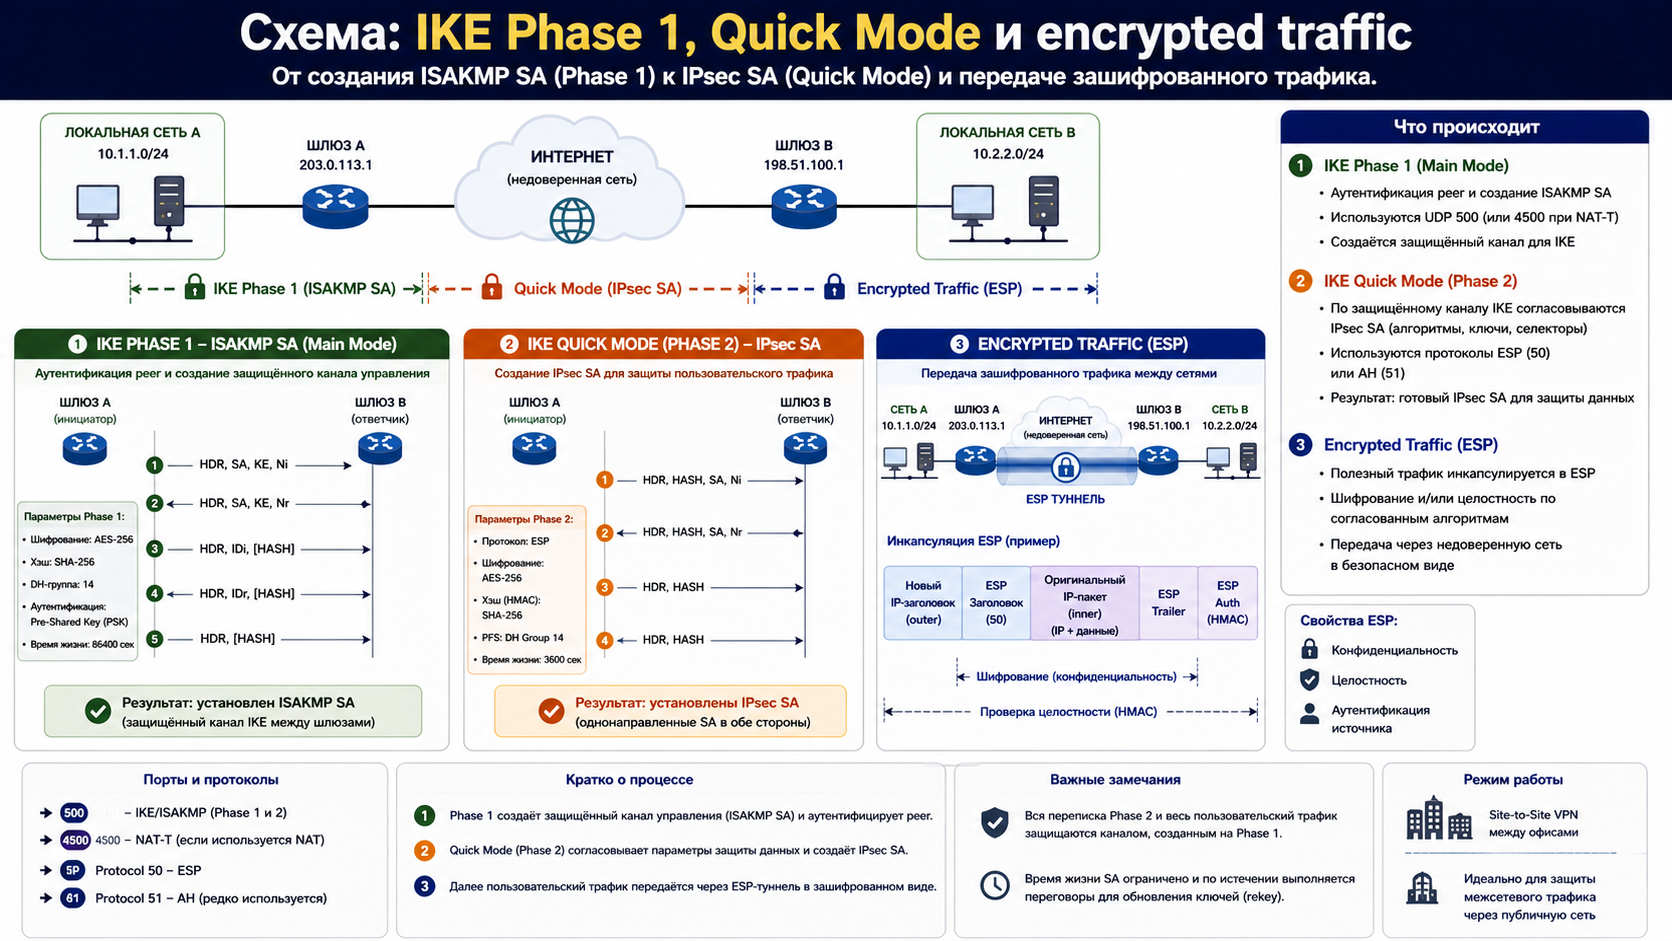 Схема: IKE Phase 1, Quick Mode и encrypted traffic
От создания ISAKMP SA (Phase 1) к IPsec SA (Quick Mode) и передаче зашифрованного трафика.
ЛОКАЛЬНАЯ СЕТЬ A
10.1.1.0/24
ШЛЮЗ A
203.0.113.1
ИНТЕРНЕТ
(недоверенная сеть)
ШЛЮЗ B
198.51.100.1
ЛОКАЛЬНАЯ СЕТЬ B
10.2.2.0/24
IKE Phase 1 (ISAKMP SA)
Quick Mode (IPsec SA)
Encrypted Traffic (ESP)
1 IKE PHASE 1 – ISAKMP SA (Main Mode)
Аутентификация peer и создание защищённого канала управления
ШЛЮЗ A
(инициатор)
ШЛЮЗ B
(ответчик)
1 HDR, SA, KE, Ni
2 HDR, SA, KE, Nr
3 HDR, IDi, [HASH]
4 HDR, IDr, [HASH]
5 HDR, [HASH]
Параметры Phase 1:
• Шифрование: AES-256
• Хэш: SHA-256
• DH-группа: 14
• Аутентификация:
Pre-Shared Key (PSK)
• Время жизни: 86400 сек
Результат: установлен ISAKMP SA
(защищённый канал IKE между шлюзами)
2 IKE QUICK MODE (PHASE 2) – IPsec SA
Создание IPsec SA для защиты пользовательского трафика
ШЛЮЗ A
(инициатор)
ШЛЮЗ B
(ответчик)
1 HDR, HASH, SA, Ni
2 HDR, HASH, SA, Nr
3 HDR, HASH
4 HDR, HASH
Параметры Phase 2:
• Протокол: ESP
• Шифрование:
AES-256
• Хэш (HMAC):
SHA-256
• PFS: DH Group 14
• Время жизни: 3600 сек
Результат: установлены IPsec SA
(однонаправленные SA в обе стороны)
3 ENCRYPTED TRAFFIC (ESP)
Передача зашифрованного трафика между сетями
СЕТЬ A
10.1.1.0/24
ШЛЮЗ A
203.0.113.1
ИНТЕРНЕТ
(недоверенная сеть)
ШЛЮЗ B
198.51.100.1
СЕТЬ B
10.2.2.0/24
ESP ТУННЕЛЬ
Инкапсуляция ESP (пример)
Новый
IP-заголовок
(outer)
ESP
Заголовок
(50)
Оригинальный
IP-пакет
(inner)
(IP + данные)
ESP
Trailer
ESP
Auth
(HMAC)
Шифрование (конфиденциальность)
Проверка целостности (HMAC)
Что происходит
1 IKE Phase 1 (Main Mode)
• Аутентификация peer и создание ISAKMP SA
• Используются UDP 500 (или 4500 при NAT-T)
• Создаётся защищённый канал для IKE
2 IKE Quick Mode (Phase 2)
• По защищённому каналу IKE согласовываются
IPsec SA (алгоритмы, ключи, селекторы)
• Используются протоколы ESP (50)
или AH (51)
• Результат: готовый IPsec SA для защиты данных
3 Encrypted Traffic (ESP)
• Полезный трафик инкапсулируется в ESP
• Шифрование и/или целостность по
согласованным алгоритмам
• Передача через недоверенную сеть
в безопасном виде
Свойства ESP:
Конфиденциальность
Целостность
Аутентификация
источника
Порты и протоколы
500 – IKE/ISAKMP (Phase 1 и 2)
4500 4500 – NAT-T (если используется NAT)
5P Protocol 50 – ESP
61 Protocol 51 – AH (редко используется)
Кратко о процессе
1 Phase 1 создаёт защищённый канал управления (ISAKMP SA) и аутентифицирует peer.
2 Quick Mode (Phase 2) согласовывает параметры защиты данных и создаёт IPsec SA.
3 Далее пользовательский трафик передаётся через ESP-туннель в зашифрованном виде.
Важные замечания
Вся переписка Phase 2 и весь пользовательский трафик
защищаются каналом, созданным на Phase 1.
Время жизни SA ограничено и по истечении выполняется
переговоры для обновления ключей (rekey).
Режим работы
Site-to-Site VPN
между офисами
Идеально для защиты
межсетевого трафика
через публичную сеть